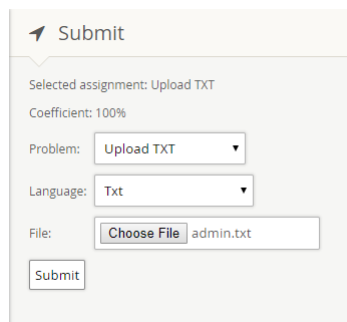 Submit
Selected assignment: Upload TXT
Coefficient: 100%
Problem: Upload TXT
Language: Txt
File: Choose File admin.txt
Submit